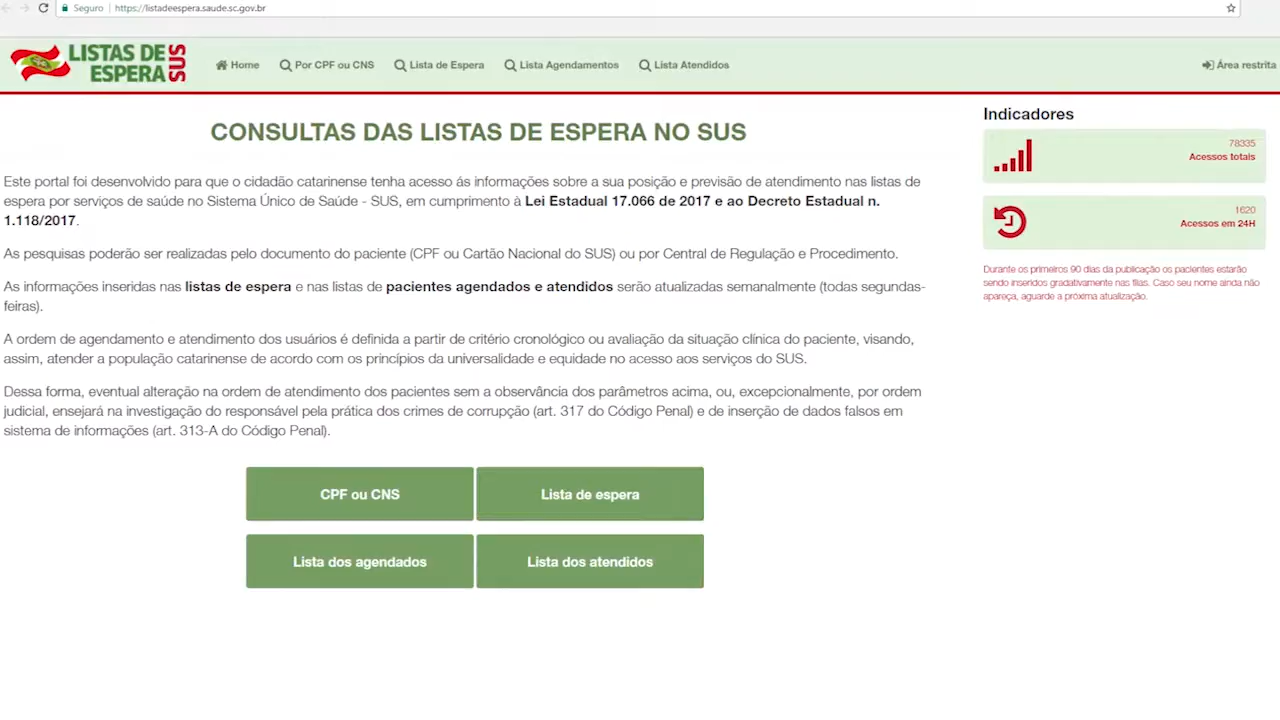 Seguro | https://listadeespera.saude.sc.gov.br
LISTAS DE
ESPERA
SUS
Home
Por CPF ou CNS
Lista de Espera
Lista Agendamentos
Lista Atendidos
Área restrita
CONSULTAS DAS LISTAS DE ESPERA NO SUS
Este portal foi desenvolvido para que o cidadão catarinense tenha acesso ás informações sobre a sua posição e previsão de atendimento nas listas de
espera por serviços de saúde no Sistema Único de Saúde - SUS, em cumprimento à Lei Estadual 17.066 de 2017 e ao Decreto Estadual n.
1.118/2017.
As pesquisas poderão ser realizadas pelo documento do paciente (CPF ou Cartão Nacional do SUS) ou por Central de Regulação e Procedimento.
As informações inseridas nas listas de espera e nas listas de pacientes agendados e atendidos serão atualizadas semanalmente (todas segundas-
feiras).
A ordem de agendamento e atendimento dos usuários é definida a partir de critério cronológico ou avaliação da situação clínica do paciente, visando,
assim, atender a população catarinense de acordo com os princípios da universalidade e equidade no acesso aos serviços do SUS.
Dessa forma, eventual alteração na ordem de atendimento dos pacientes sem a observância dos parâmetros acima, ou, excepcionalmente, por ordem
judicial, ensejará na investigação do responsável pela prática dos crimes de corrupção (art. 317 do Código Penal) e de inserção de dados falsos em
sistema de informações (art. 313-A do Código Penal).
CPF ou CNS
Lista de espera
Lista dos agendados
Lista dos atendidos
Indicadores
78335
Acessos totais
1620
Acessos em 24H
Durante os primeiros 90 dias da publicação os pacientes estarão
sendo inseridos gradativamente nas filas. Caso seu nome ainda não
apareça, aguarde a próxima atualização.